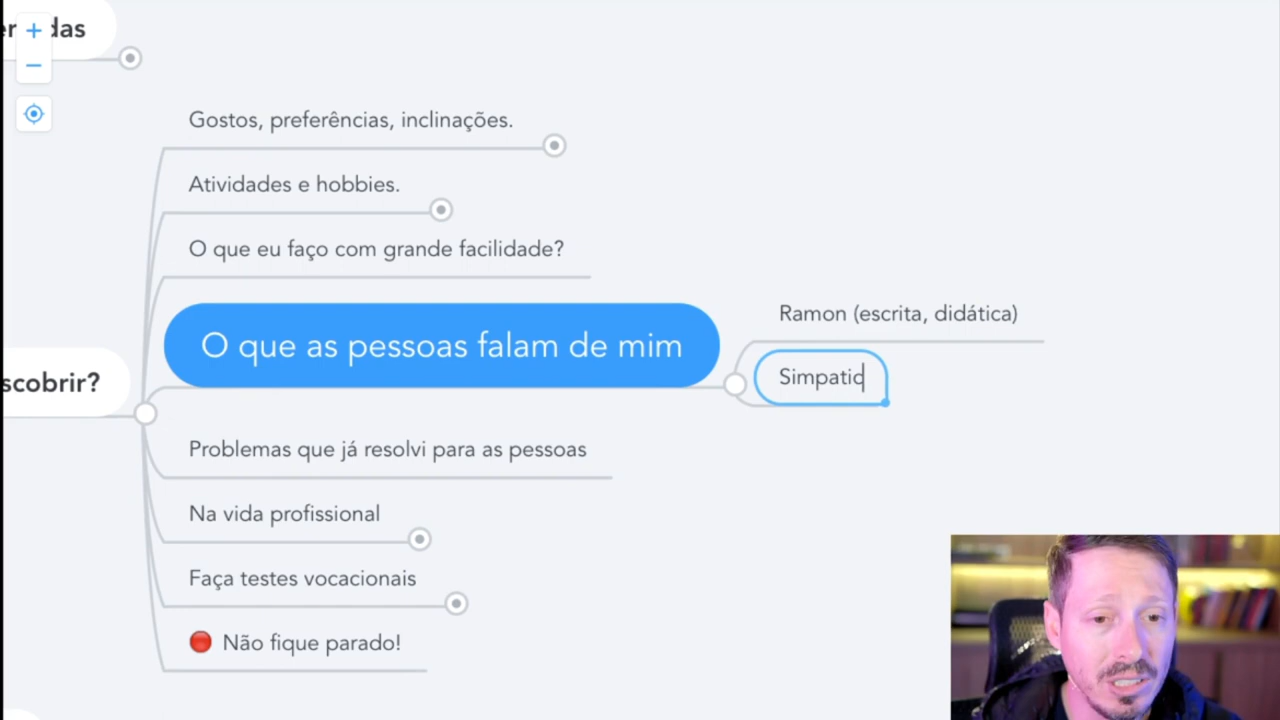 das
Gostos, preferências, inclinações.
Atividades e hobbies.
O que eu faço com grande facilidade?
O que as pessoas falam de mim
Ramon (escrita, didática)
Simpatic
scobrir?
Problemas que já resolvi para as pessoas
Na vida profissional
Faça testes vocacionais
Não fique parado!